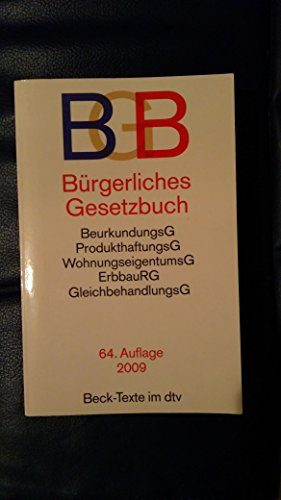 BGB
Bürgerliches
Gesetzbuch
BeurkundungsG
ProdukthaftungsG
WohnungseigentumsG
ErbbauRG
GleichbehandlungsG
64. Auflage
2009
Beck-Texte im dtv